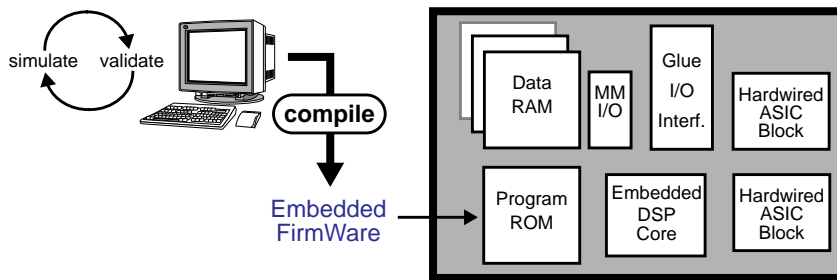 simulate
validate
compile
Embedded
FirmWare
Data
RAM
MM
I/O
Glue
I/O
Interf.
Hardwired
ASIC
Block
Program
ROM
Embedded
DSP
Core
Hardwired
ASIC
Block